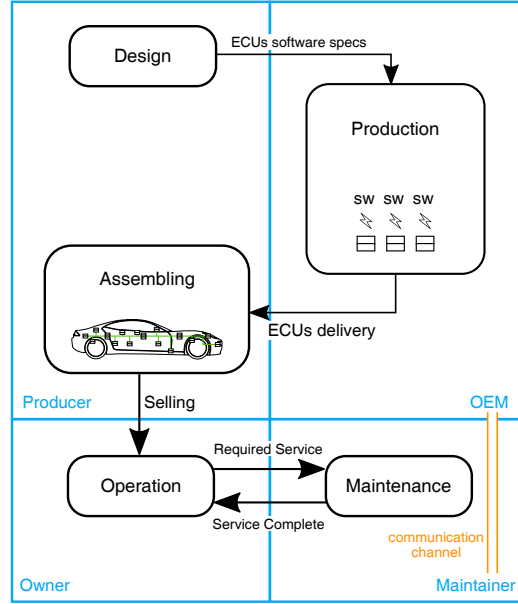 Design
ECUs software specs
Production
sw sw sw
Assembling
ECUs delivery
Producer
Selling
OEM
Operation
Required Service
Maintenance
Service Complete
communication
channel
Owner
Maintainer